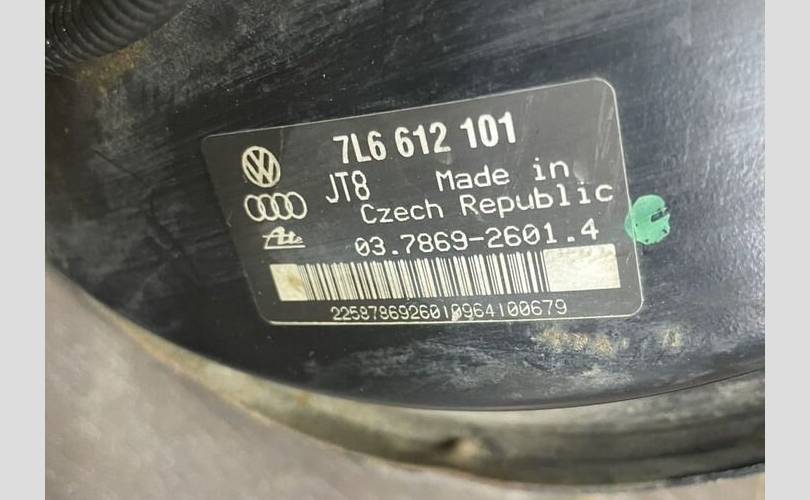 7L6 612 101
JT8 Made in
Czech Republic
Ate
03.7869-2601.4
2258786926010964100679